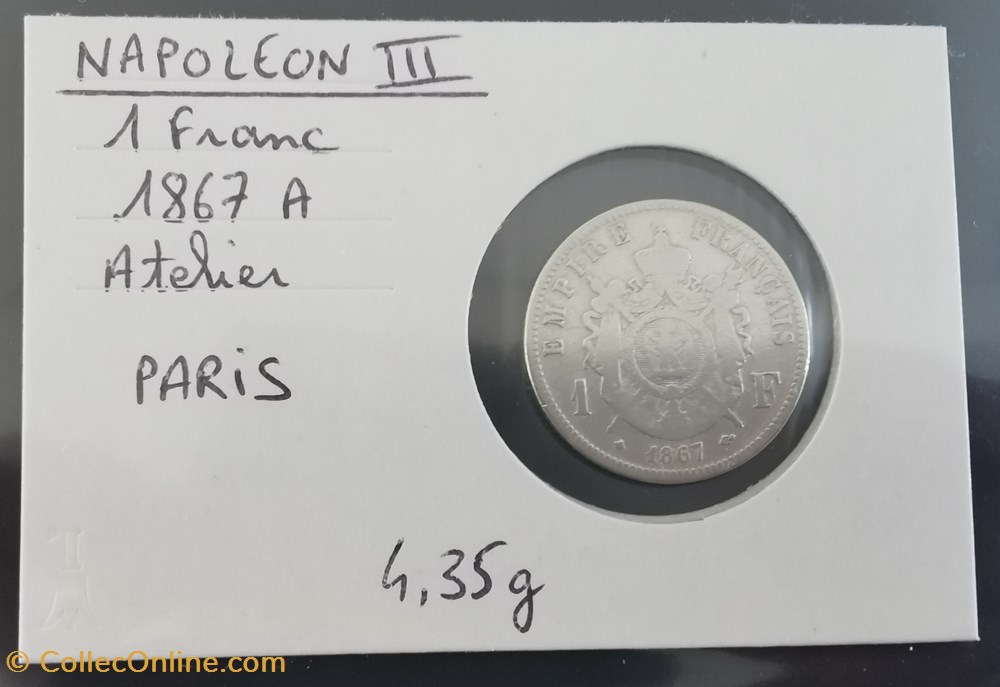 NAPOLEON III
1 Franc
1867 A
Atelier
PARIS
EMPIRE FRANÇAIS
1 F
1867
4,35g
© CollecOnline.com